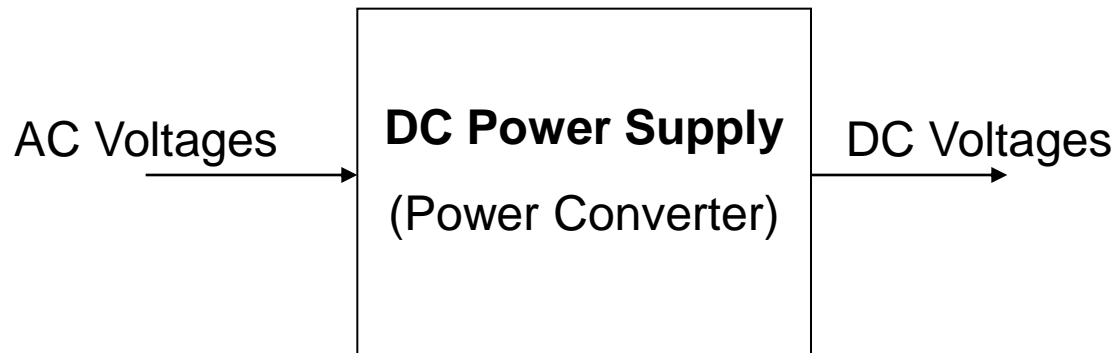 AC Voltages
DC Power Supply
(Power Converter)
DC Voltages